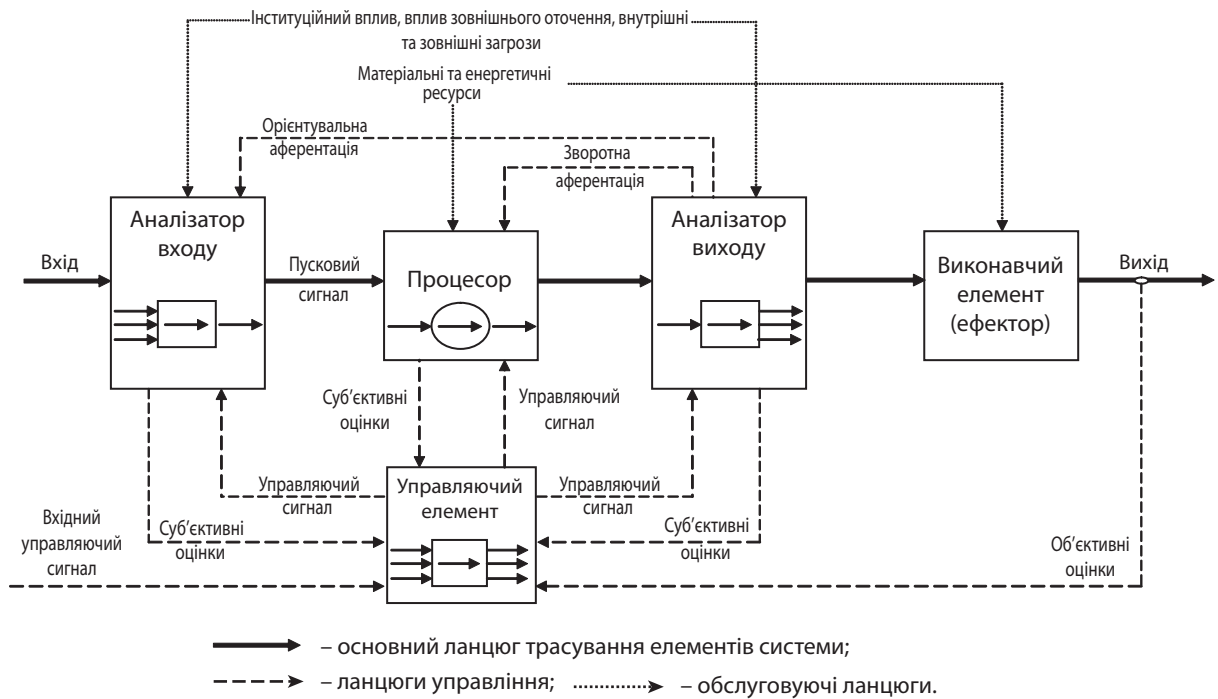 Інституційний вплив, вплив зовнішнього оточення, внутрішні
та зовнішні загрози
Матеріальні та енергетичні
ресурси
Орієнтувальна
аферентація
Зворотна
аферентація
Аналізатор
входу
Аналізатор
виходу
Вхід
Пусковий
сигнал
Процесор
Виконавчий
елемент
(ефектор)
Вихід
Суб’єктивні
оцінки
Управляючий
сигнал
Управляючий
сигнал
Управляючий
елемент
Управляючий
сигнал
Вхідний
управляючий
сигнал
Суб’єктивні
оцінки
Суб’єктивні
оцінки
Об’єктивні
оцінки
– основний ланцюг трасування елементів системи;
– ланцюги управління; – обслуговуючі ланцюги.